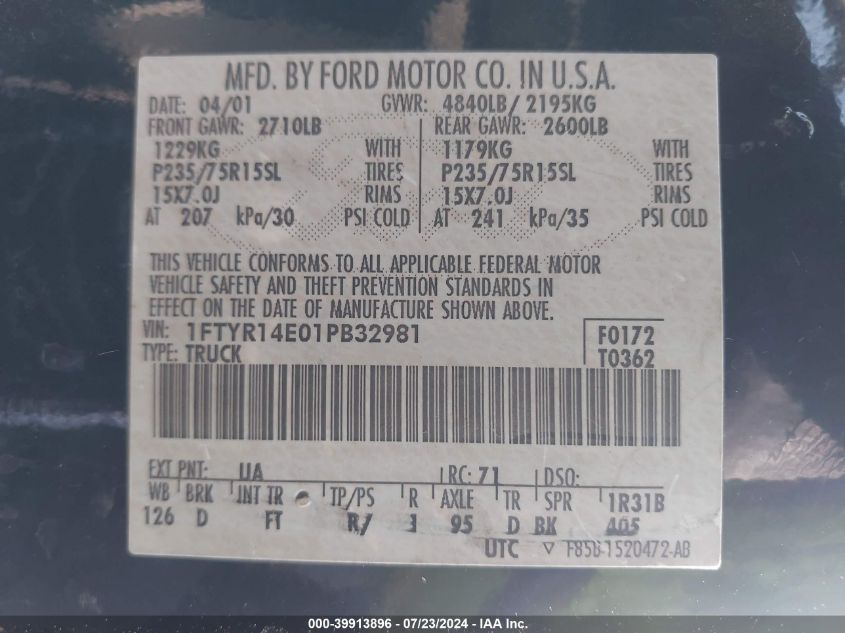 MFD. BY FORD MOTOR CO. IN U.S.A.
DATE: 04/01 GVWR: 4840LB/ 2195KG
FRONT GAWR: 2710LB REAR GAWR: 2600LB
1229KG WITH 1179KG WITH
P235/75R15SL TIRES P235/75R15SL TIRES
15X7.0J RIMS 15X7.0J RIMS
AT 207 kPa/30 PSI COLD AT 241 kPa/35 PSI COLD
THIS VEHICLE CONFORMS TO ALL APPLICABLE FEDERAL MOTOR
VEHICLE SAFETY AND THEFT PREVENTION STANDARDS IN
EFFECT ON THE DATE OF MANUFACTURE SHOWN ABOVE.
VIN: 1FTYR14E01PB32981 F0172
TYPE: TRUCK T0362
EXT PNT: UA RC: 71 DSO:
WB BRK INT TR TP/PS R AXLE TR SPR 1R31B
126 D FT R/ 95 D BK 405
UTC ▽ F85B-1520472-AB
000-39913896 / 07/23/2024 - IAA Inc.